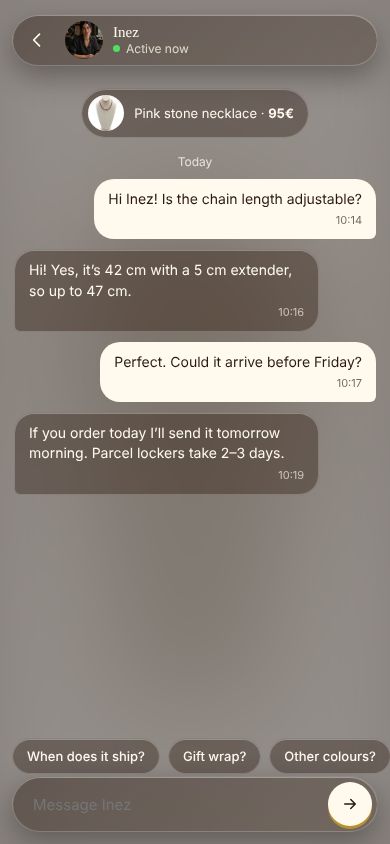 Inez
Active now
Pink stone necklace · 95€
Today
Hi Inez! Is the chain length adjustable?
10:14
Hi! Yes, it’s 42 cm with a 5 cm extender,
so up to 47 cm.
10:16
Perfect. Could it arrive before Friday?
10:17
If you order today I’ll send it tomorrow
morning. Parcel lockers take 2–3 days.
10:19
When does it ship?
Gift wrap?
Other colours?
Message Inez